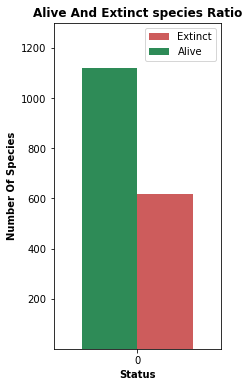 Alive And Extinct species Ratio
Extinct
Alive
1200
1000
800
600
400
200
Number Of Species
0
Status